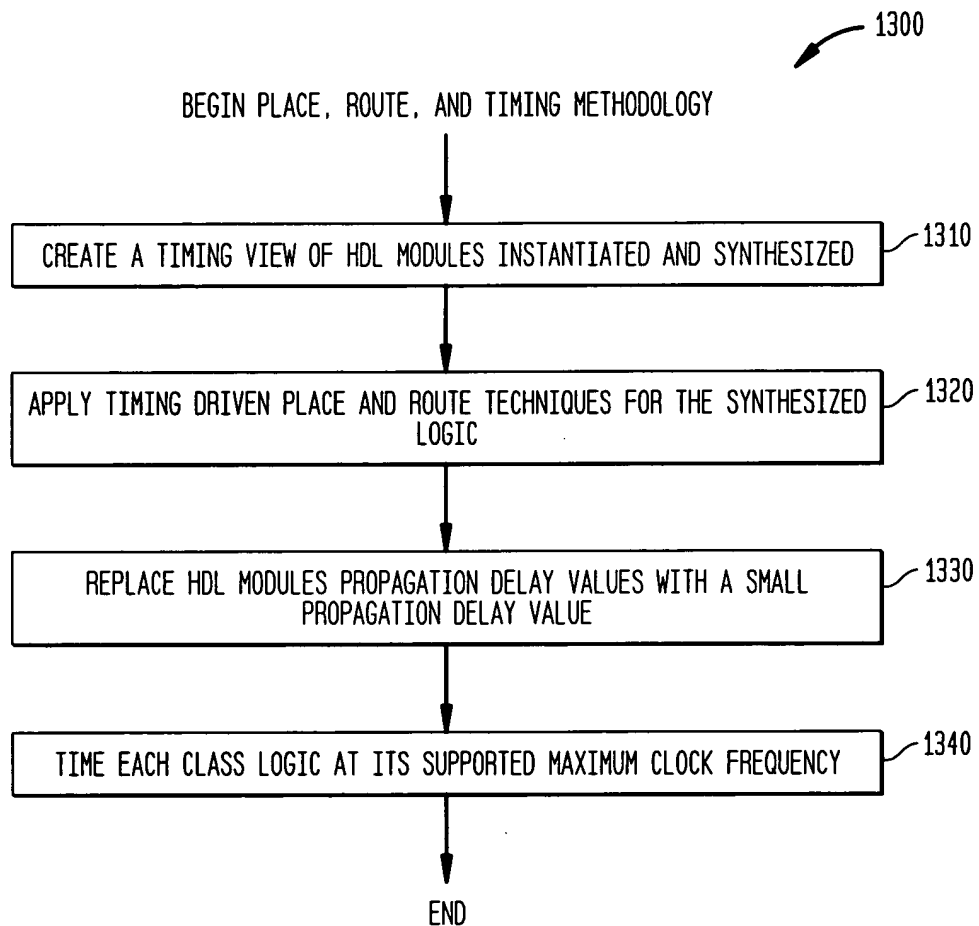 1300
BEGIN PLACE, ROUTE, AND TIMING METHODOLOGY
CREATE A TIMING VIEW OF HDL MODULES INSTANTIATED AND SYNTHESIZED
1310
APPLY TIMING DRIVEN PLACE AND ROUTE TECHNIQUES FOR THE SYNTHESIZED
LOGIC
1320
REPLACE HDL MODULES PROPAGATION DELAY VALUES WITH A SMALL
PROPAGATION DELAY VALUE
1330
TIME EACH CLASS LOGIC AT ITS SUPPORTED MAXIMUM CLOCK FREQUENCY
1340
END